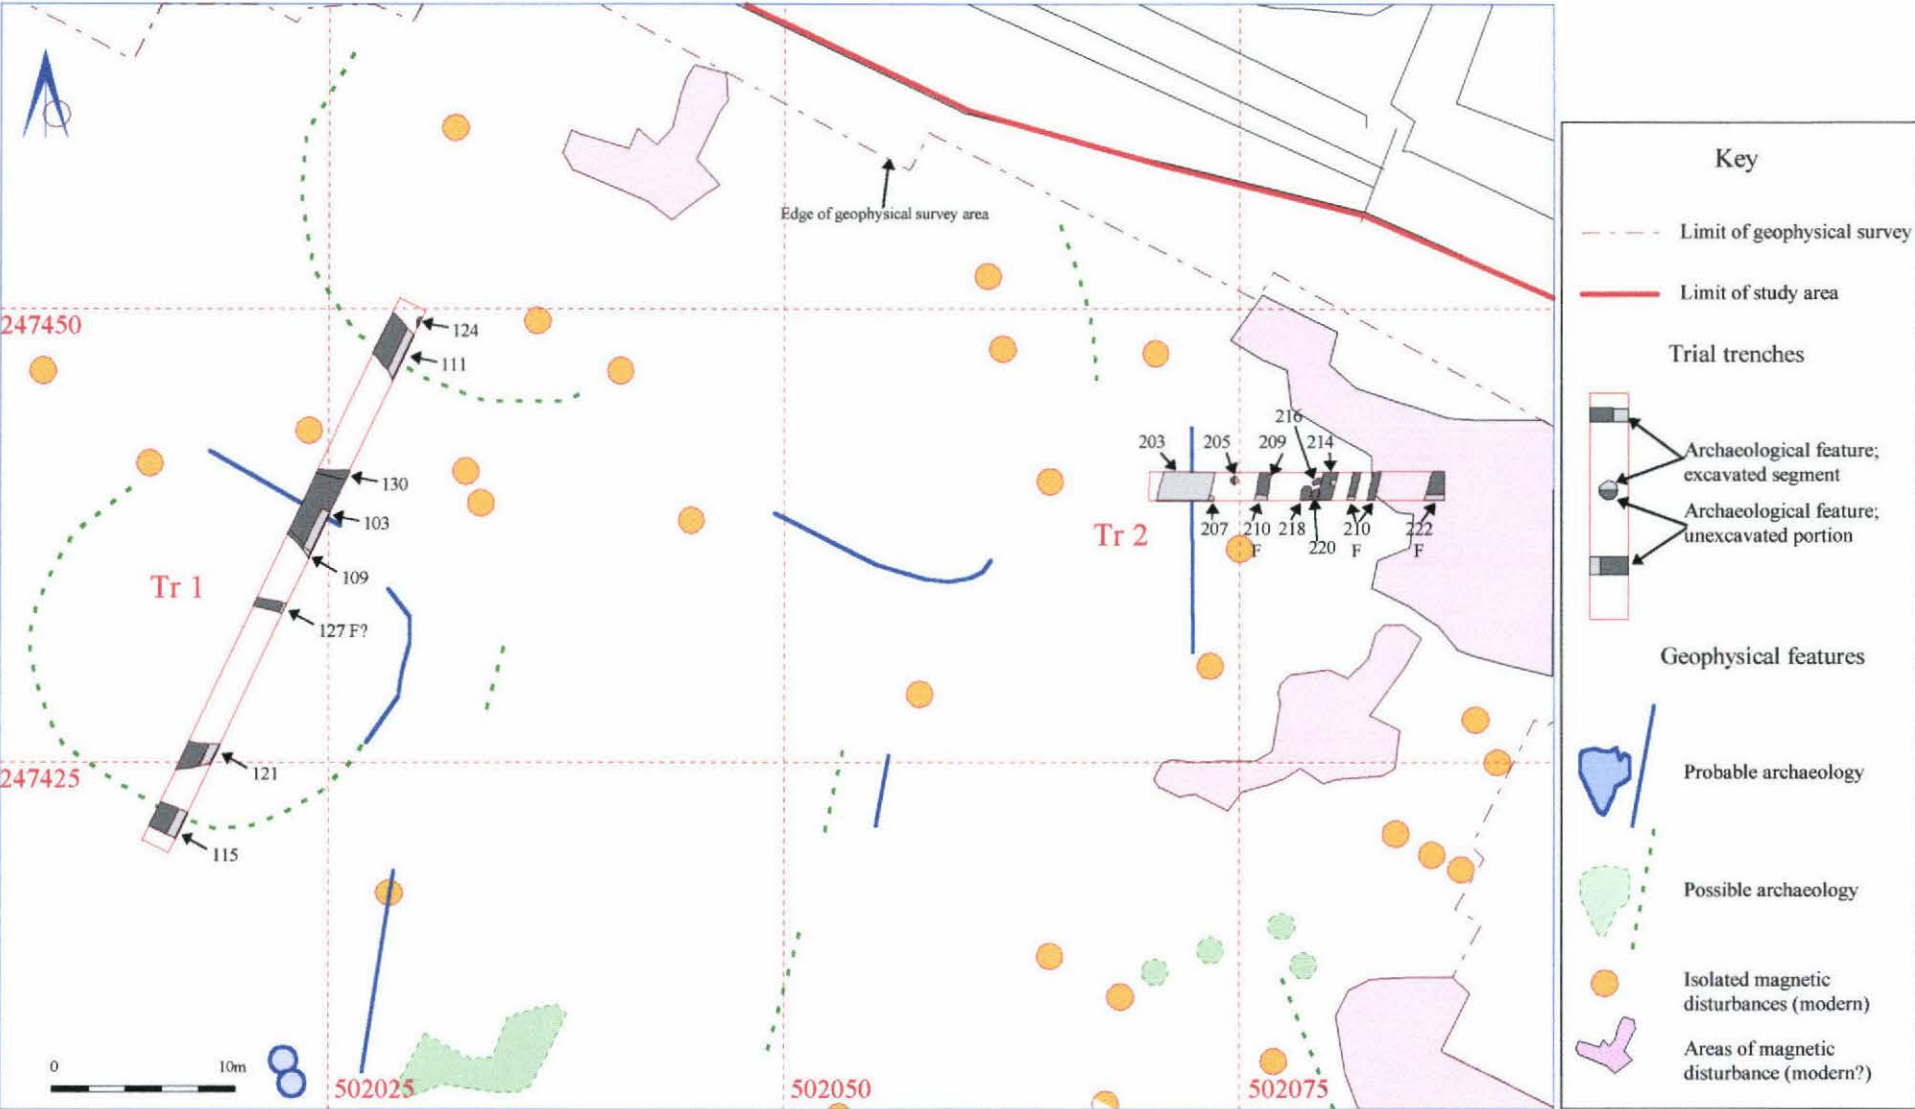 Edge of geophysical survey area
247450
124
111
130
103
109
Tr 1
127 F?
121
247425
115
216
203
205
209
214
Tr 2
207
210
218
210
222
220
F
F
F
0
10m
502025
502050
502075
Key
Limit of geophysical survey
Limit of study area
Trial trenches
Archaeological feature;
excavated segment
Archaeological feature;
unexcavated portion
Geophysical features
Probable archaeology
Possible archaeology
Isolated magnetic
disturbances (modern)
Areas of magnetic
disturbance (modern?)